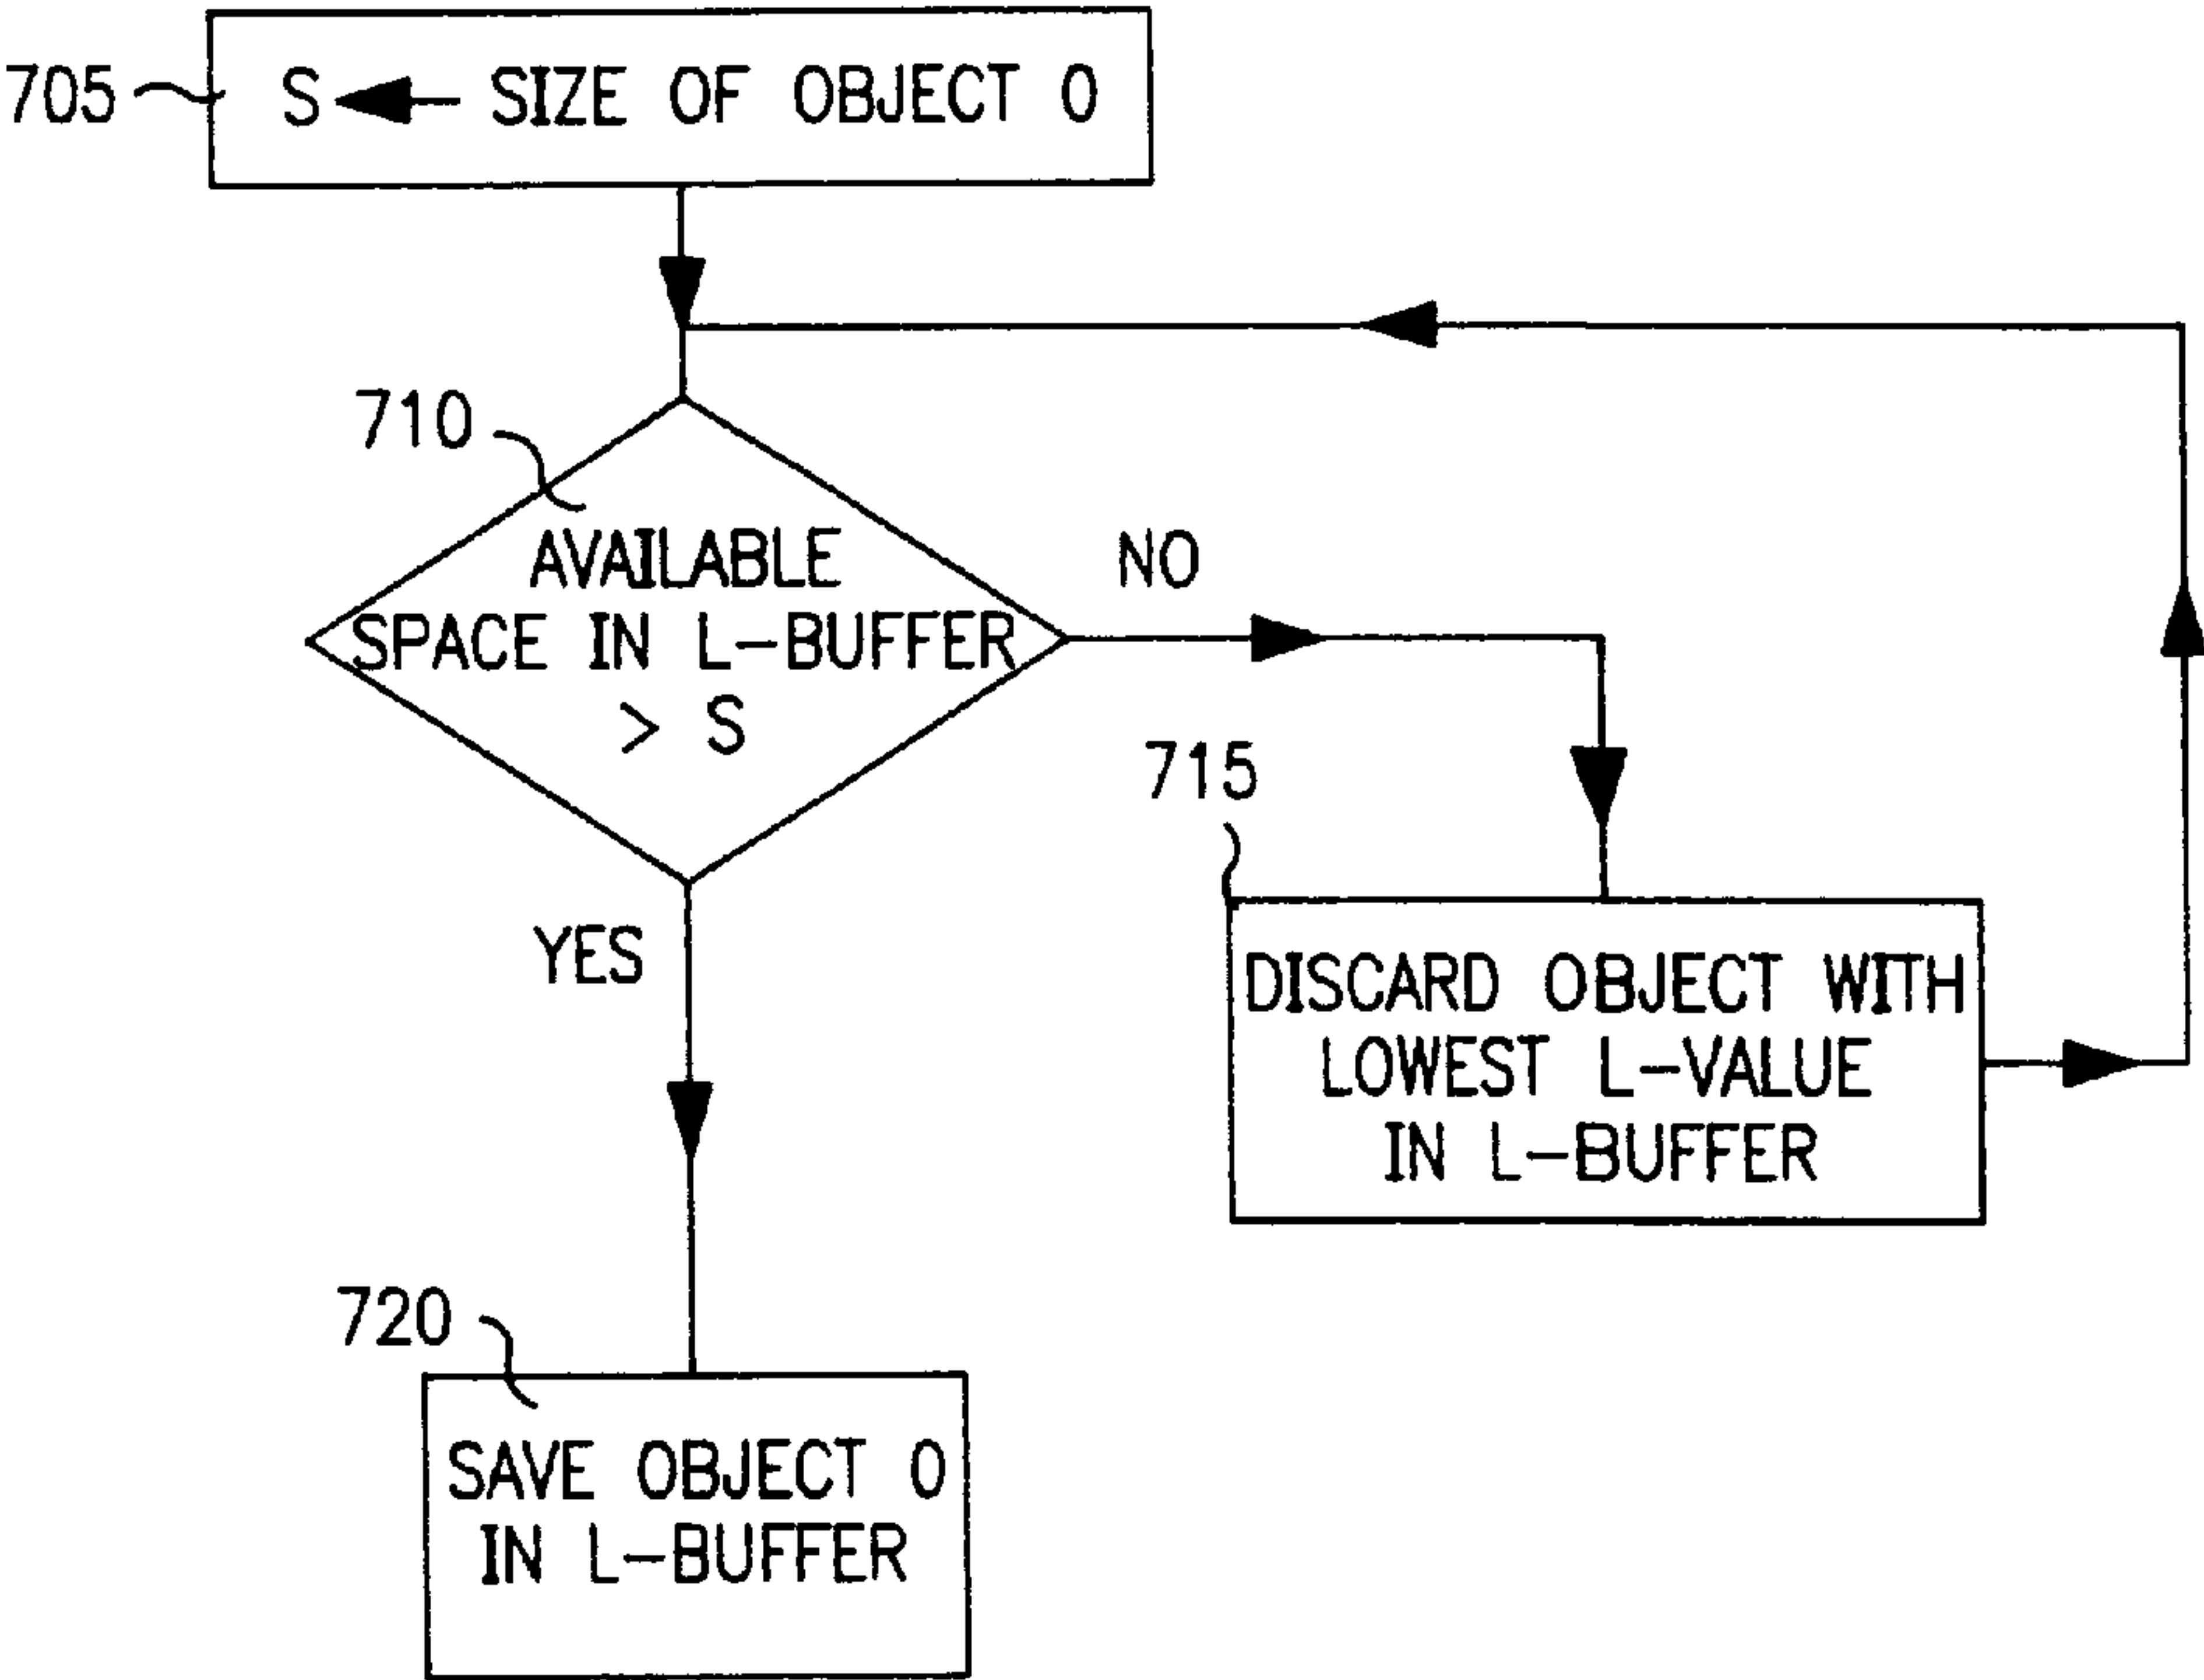 705
S ← SIZE OF OBJECT O
710
AVAILABLE
SPACE IN L-BUFFER
> S
NO
715
YES
DISCARD OBJECT WITH
LOWEST L-VALUE
IN L-BUFFER
720
SAVE OBJECT O
IN L-BUFFER